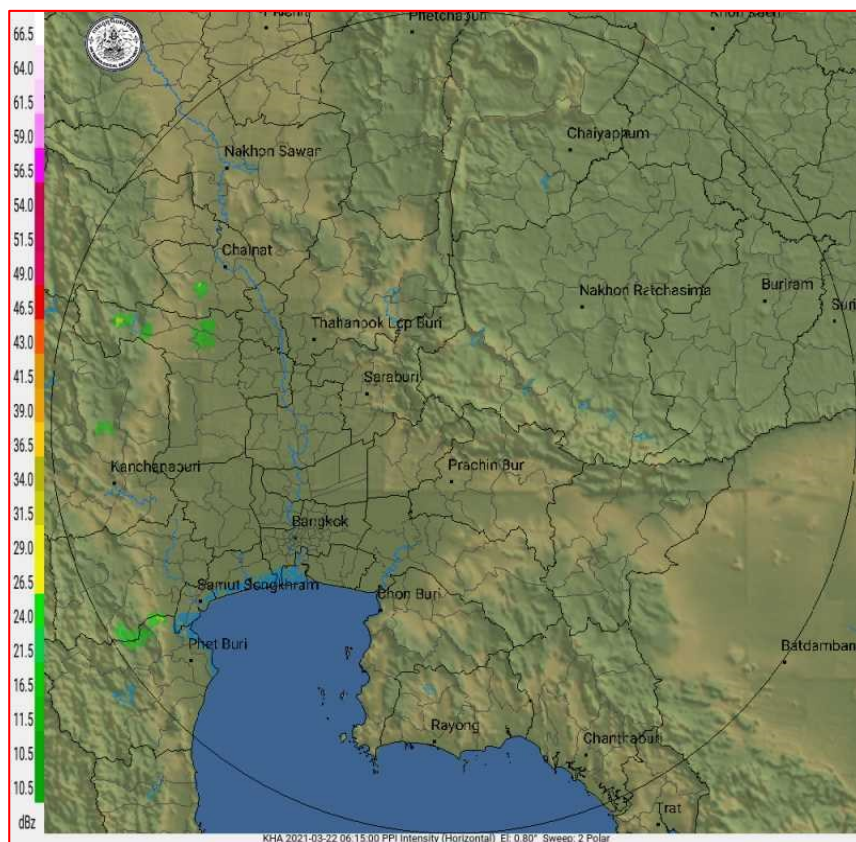 Phetchabun
66.5
64.0
61.5
59.0
56.5
54.0
51.5
49.0
46.5
43.0
41.5
39.0
36.5
34.0
31.5
29.0
26.5
24.0
21.5
16.5
11.5
10.5
10.5
dBz
Chaiyaphum
Nakhon Sawan
Chainat
Nakhon Ratchasima
Buriram
Suri
Thahanbok Lop Buri
Saraburi
Kanchanaburi
Prachin Bur
Bangkok
Samut Songkhram
Chon Buri
Phet Buri
Batdamban
Rayong
Chanthaburi
Trat
KHA 2021-03-22 06:15:00 PPI Intensity (Horizontal) El: 0.80° Sweep: 2 Polar